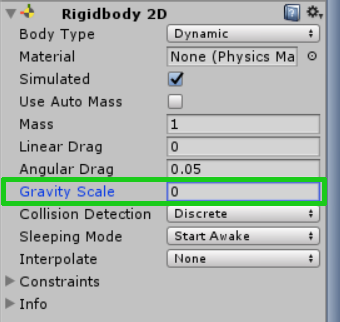 Rigidbody 2D
Body Type Dynamic
Material None (Physics Ma
Simulated
Use Auto Mass
Mass 1
Linear Drag 0
Angular Drag 0.05
Gravity Scale 0
Collision Detection Discrete
Sleeping Mode Start Awake
Interpolate None
Constraints
Info